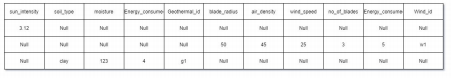 sun_intensity soil_type moisture Energy_consume Geothermal_id blade_radius air_density wind_speed no_of_blades Energy_consume Wind_id
3.12 Null Null Null Null Null Null Null Null Null Null
Null Null Null Null Null 50 45 25 3 5 w1
Null clay 123 4 g1 Null Null Null Null Null Null